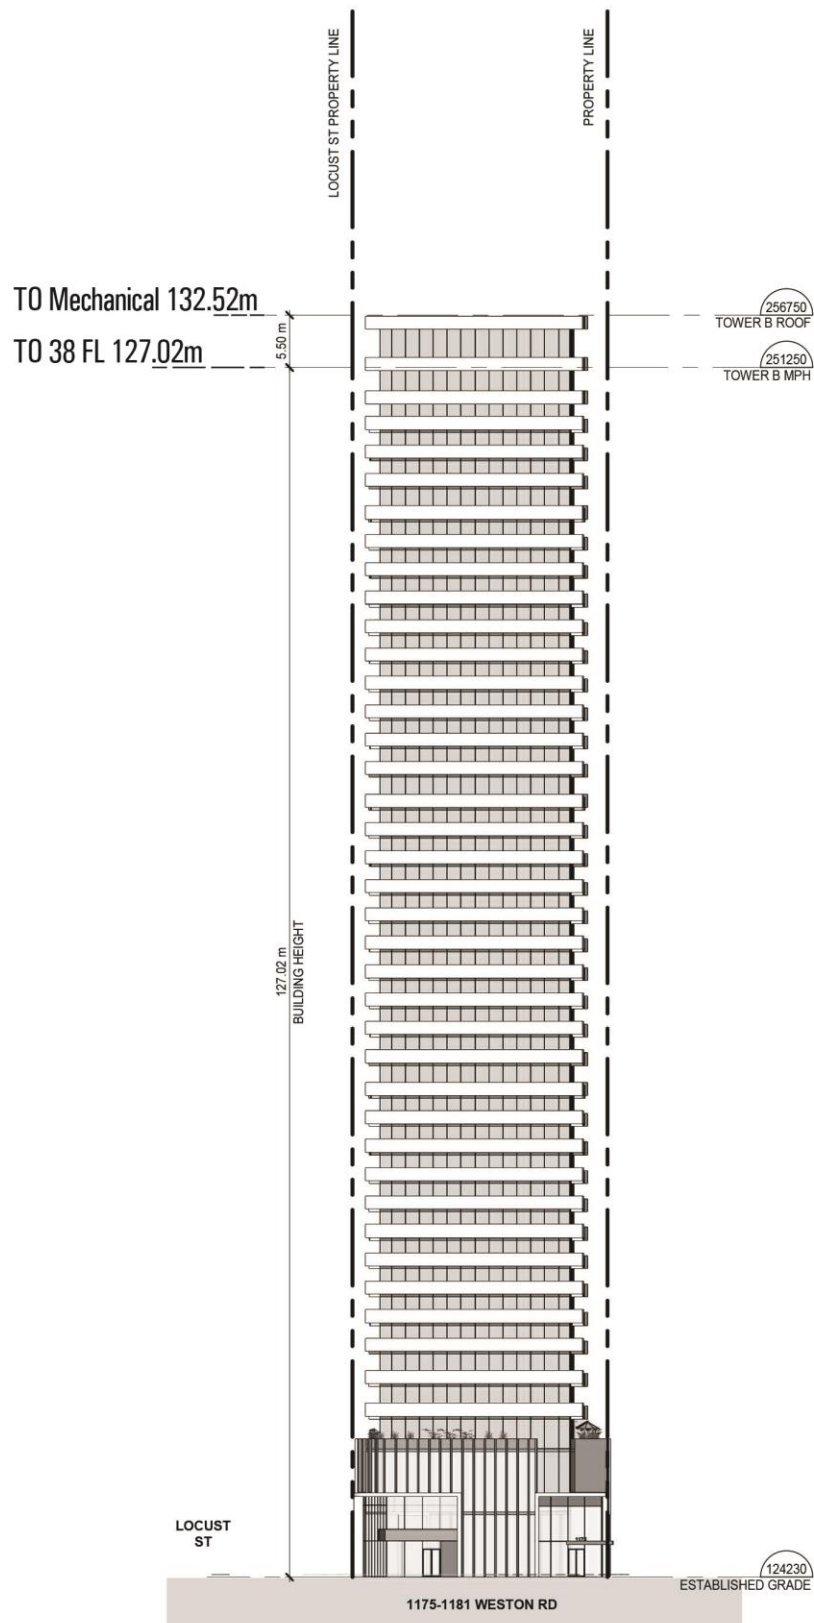 LOCUST ST PROPERTY LINE
PROPERTY LINE
TO Mechanical 132.52m
256750
TOWER B ROOF
5.50 m
TO 38 FL 127.02m
251250
TOWER B MPH
127.02 m
BUILDING HEIGHT
LOCUST
ST
124230
ESTABLISHED GRADE
1175-1181 WESTON RD